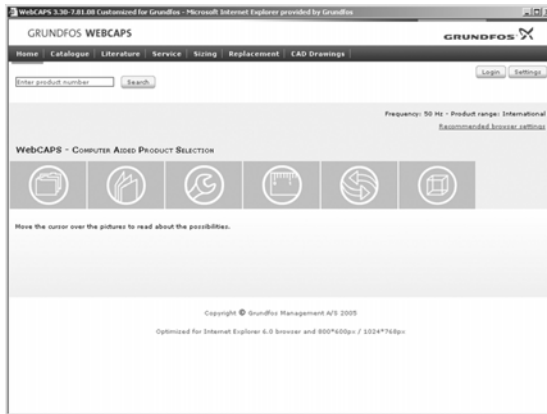 WebCAPS 3.30-7.81.08 Customized for Grundfos - Microsoft Internet Explorer provided by Grundfos
GRUNDFOS WEBCAPS
GRUNDFOS
Home Catalogue Literature Service Sizing Replacement CAD Drawings
Login Settings
Enter product number Search
Frequency: 50 Hz - Product range: International
Recommended browser settings
WebCAPS - Computer Aided Product Selection
Move the cursor over the pictures to read about the possibilities.
Copyright © Grundfos Management A/S 2005
Optimized for Internet Explorer 6.0 browser and 800*600px / 1024*768px